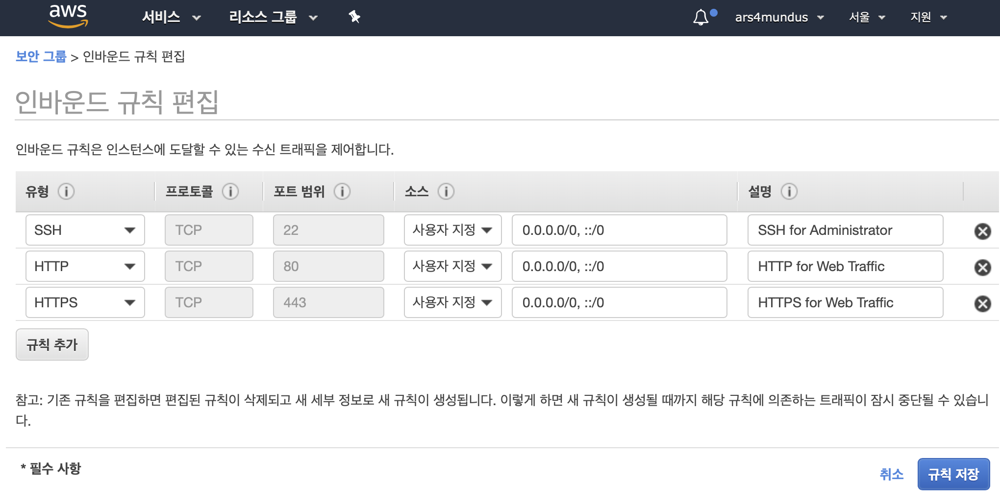 aws 서비스 리소스 그룹 ars4mundus 서울 지원
보안 그룹 > 인바운드 규칙 편집
인바운드 규칙 편집
인바운드 규칙은 인스턴스에 도달할 수 있는 수신 트래픽을 제어합니다.
유형 i 프로토콜 i 포트 범위 i 소스 i 설명 i
SSH TCP 22 사용자 지정 0.0.0.0/0, ::/0 SSH for Administrator
HTTP TCP 80 사용자 지정 0.0.0.0/0, ::/0 HTTP for Web Traffic
HTTPS TCP 443 사용자 지정 0.0.0.0/0, ::/0 HTTPS for Web Traffic
규칙 추가
참고: 기존 규칙을 편집하면 편집된 규칙이 삭제되고 새 세부 정보로 새 규칙이 생성됩니다. 이렇게 하면 새 규칙이 생성될 때까지 해당 규칙에 의존하는 트래픽이 잠시 중단될 수 있습니
다.
* 필수 사항
취소 규칙 저장